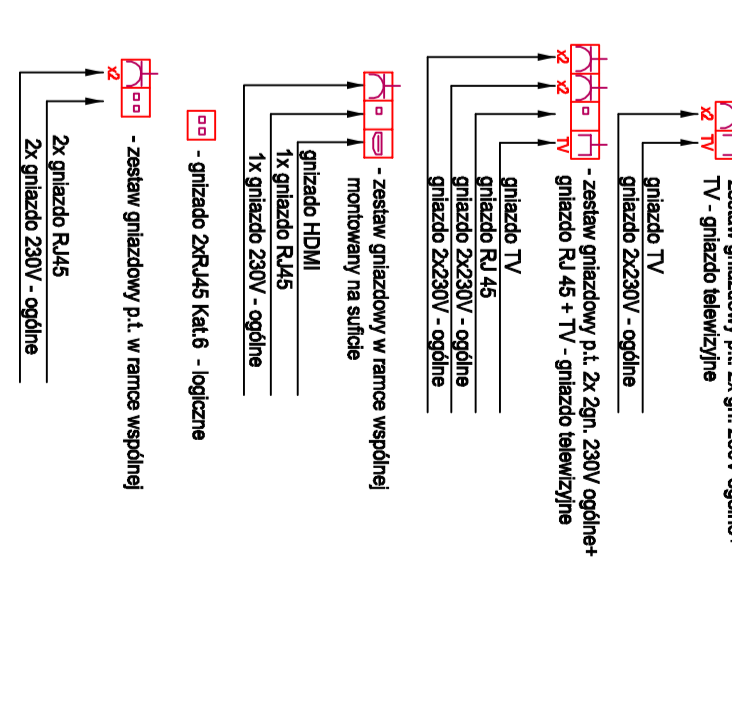 TV - gniazdo telewizyjne
x2
TV
gniazdo TV
gniazdo 2x230V - ogólne
x2
x2
TV
- zestaw gniazdowy p.t. 2x 2gn. 230V ogólne+
gniazdo RJ 45 + TV - gniazdo telewizyjne
gniazdo TV
gniazdo RJ 45
gniazdo 2x230V - ogólne
gniazdo 2x230V - ogólne
- zestaw gniazdowy w ramce wspólnej
montowany na suficie
gnizado HDMI
1x gniazdo RJ45
1x gniazdo 230V - ogólne
- gnizado 2xRJ45 Kat.6 - logiczne
x2
- zestaw gniazdowy p.t. w ramce wspólnej
2x gniazdo RJ45
2x gniazdo 230V - ogólne